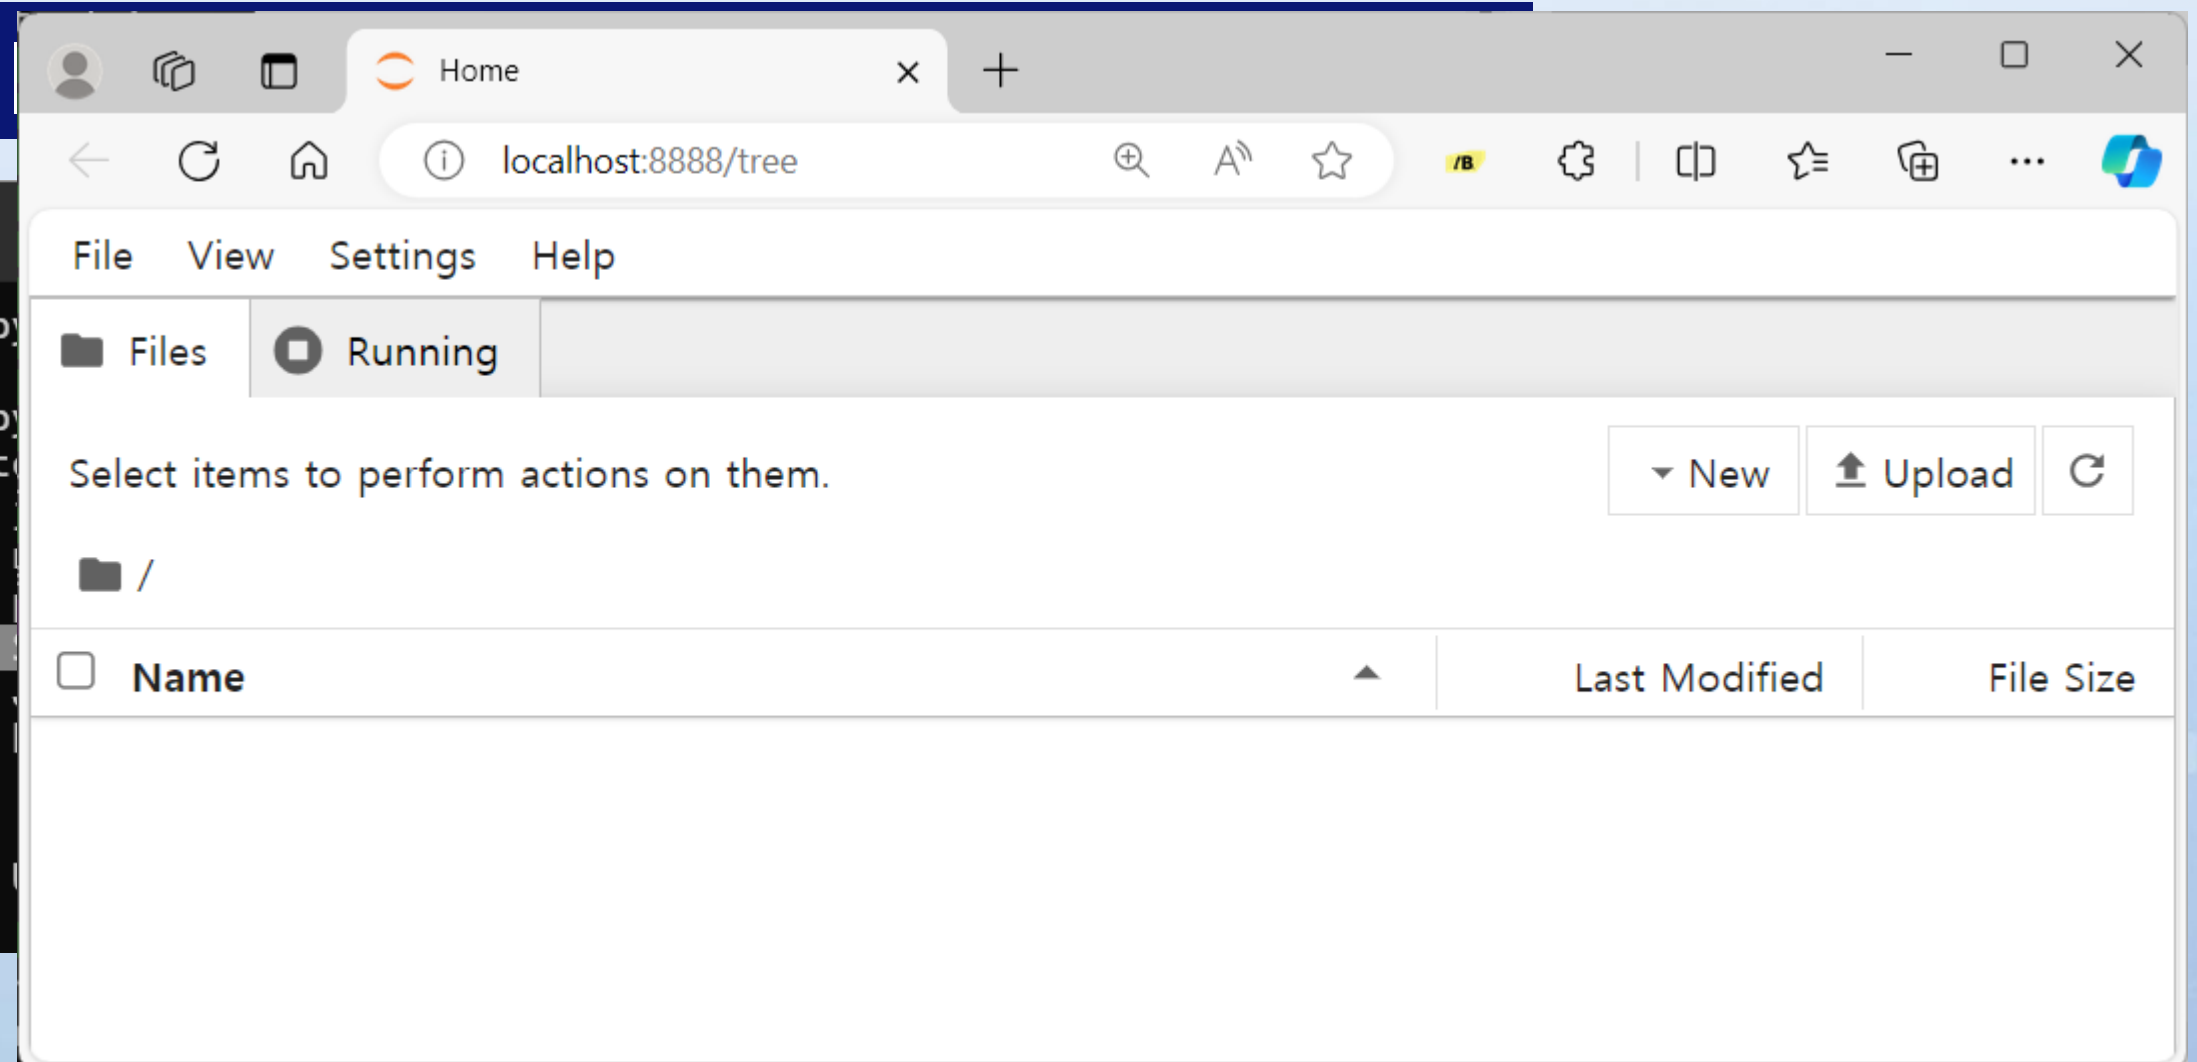 Home
localhost:8888/tree
/B
File View Settings Help
Files Running
Select items to perform actions on them. New Upload
/
Name Last Modified File Size